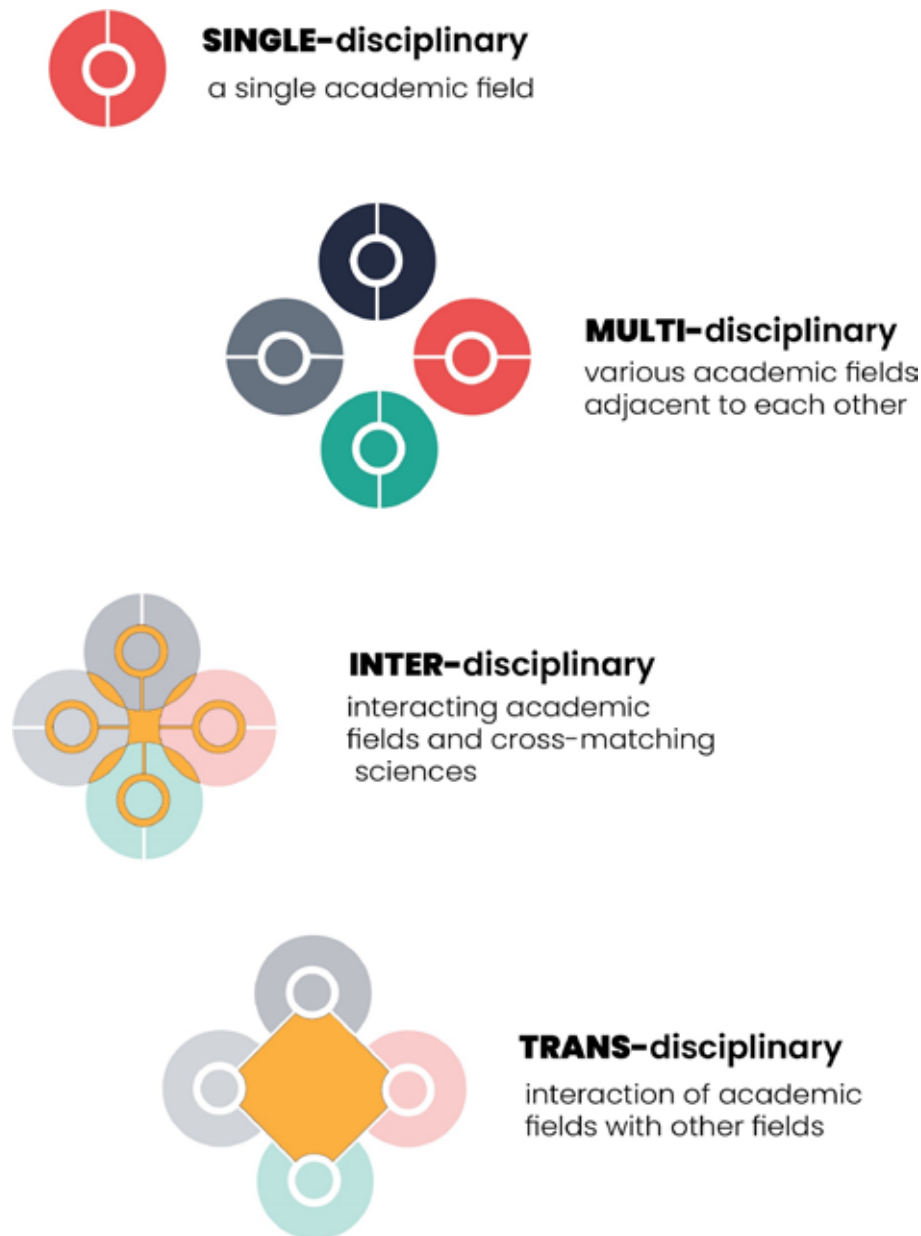 SINGLE-disciplinary
a single academic field
MULTI-disciplinary
various academic fields
adjacent to each other
INTER-disciplinary
interacting academic
fields and cross-matching
sciences
TRANS-disciplinary
interaction of academic
fields with other fields